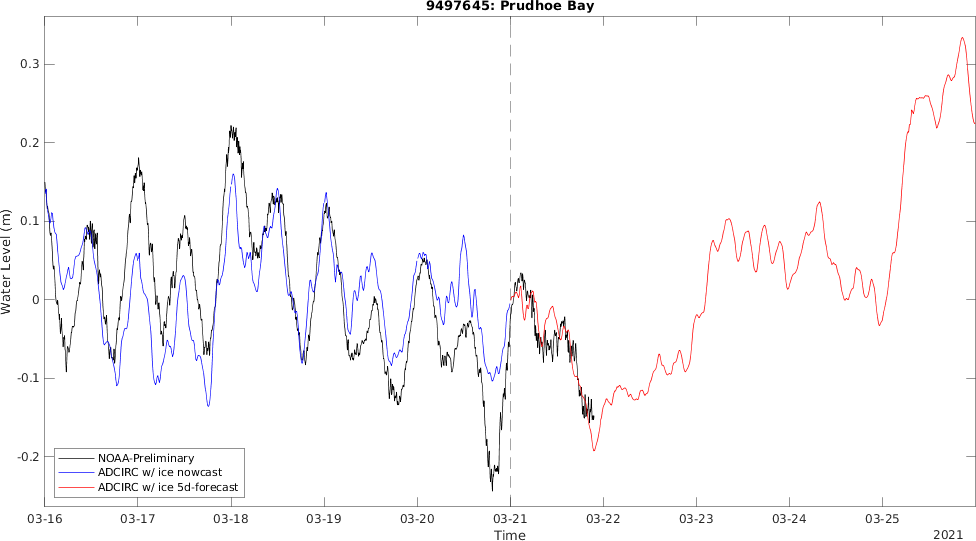 9497645: Prudhoe Bay
0.3
0.2
0.1
0
-0.1
-0.2
Water Level (m)
NOAA-Preliminary
ADCIRC w/ ice nowcast
ADCIRC w/ ice 5d-forecast
03-16 03-17 03-18 03-19 03-20 03-21 03-22 03-23 03-24 03-25
Time
2021